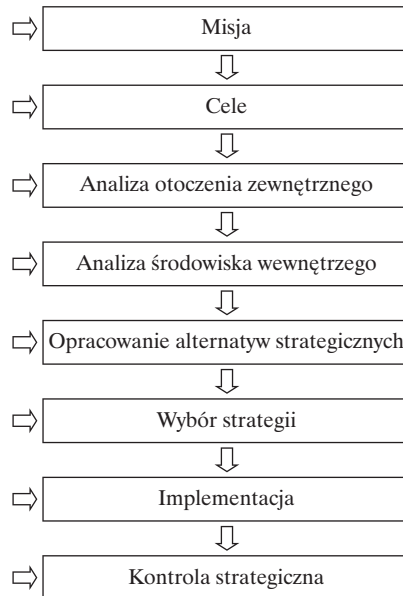 Misja
Cele
Analiza otoczenia zewnętrznego
Analiza środowiska wewnętrzego
Opracowanie alternatyw strategicznych
Wybór strategii
Implementacja
Kontrola strategiczna